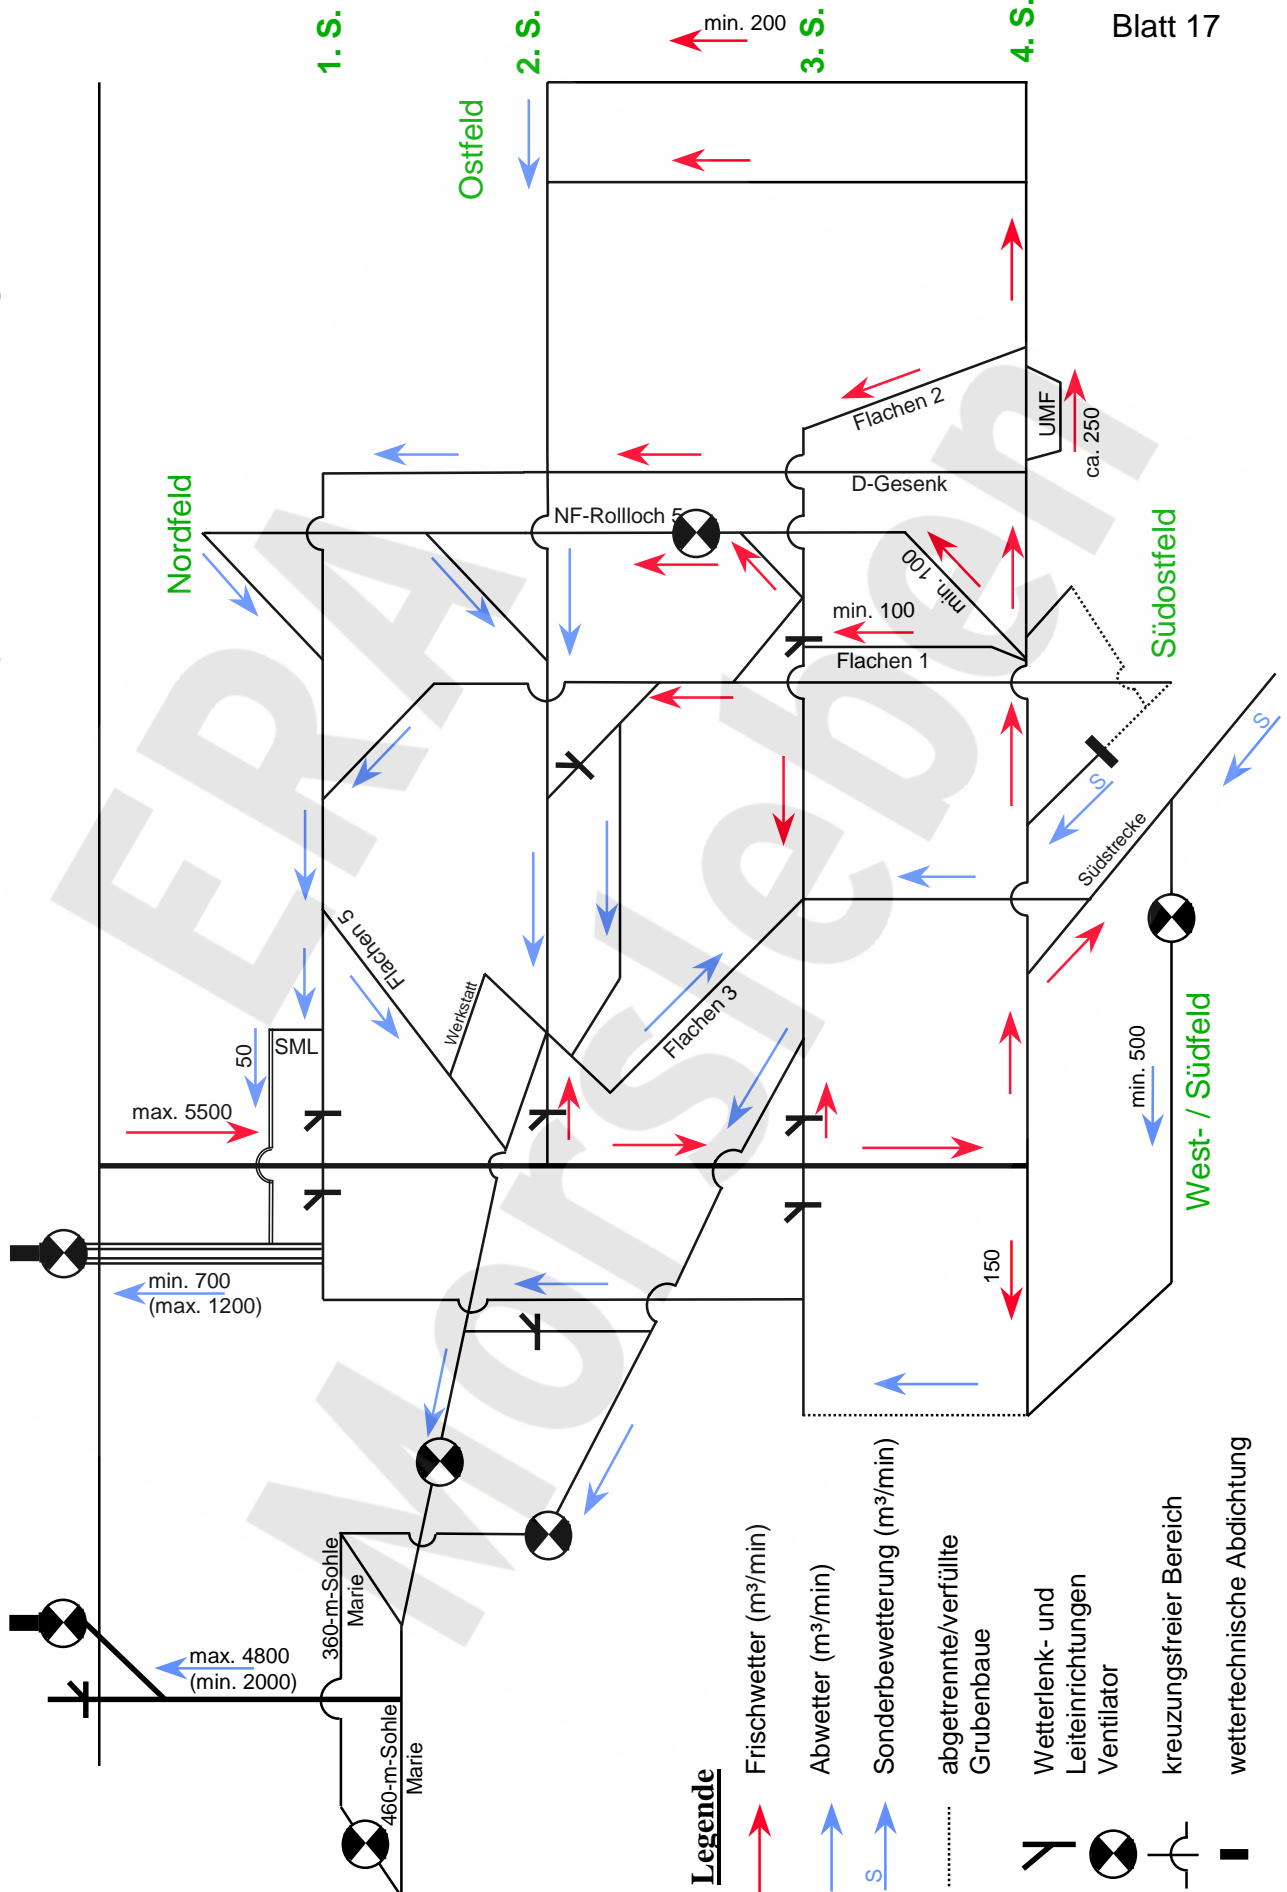 Blatt 17
1. S.
2. S.
3. S.
4. S.
min. 200
Ostfeld
Nordfeld
Flachen 2
UMF
ca. 250
D-Gesenk
NF-Rollloch 5
min. 100
min. 100
Flachen 1
Südostfeld
S
S
Südstrecke
Flachen 5
Werkstatt
Flachen 3
50
SML
max. 5500
min. 500
West- / Südfeld
150
min. 700
(max. 1200)
360-m-Sohle
Marie
max. 4800
(min. 2000)
460-m-Sohle
Marie
Legende
Frischwetter (m³/min)
Abwetter (m³/min)
S
Sonderbewetterung (m³/min)
abgetrennte/verfüllte
Grubenbaue
Wetterlenk- und
Leiteinrichtungen
Ventilator
kreuzungsfreier Bereich
wettertechnische Abdichtung
ERA
Morsleben